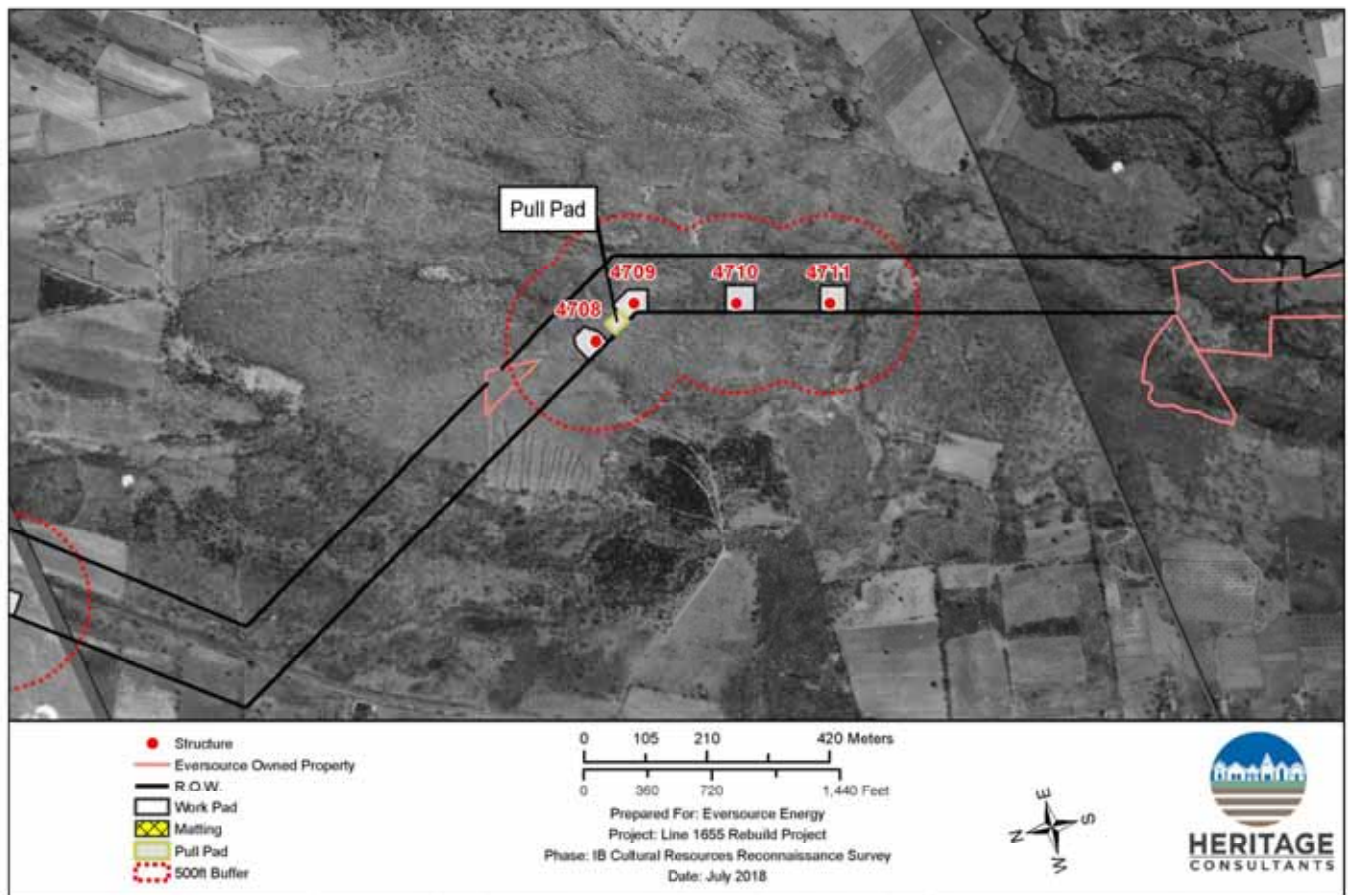 Pull Pad
4709
4710
4711
4708
Structure
Eversource Owned Property
R.O.W.
Work Pad
Matting
Pull Pad
500ft Buffer
0 105 210 420 Meters
0 360 720 1,440 Feet
Prepared For: Eversource Energy
Project: Line 1655 Rebuild Project
Phase: IB Cultural Resources Reconnaissance Survey
Date: July 2018
E
N S
W
HERITAGE
CONSULTANTS